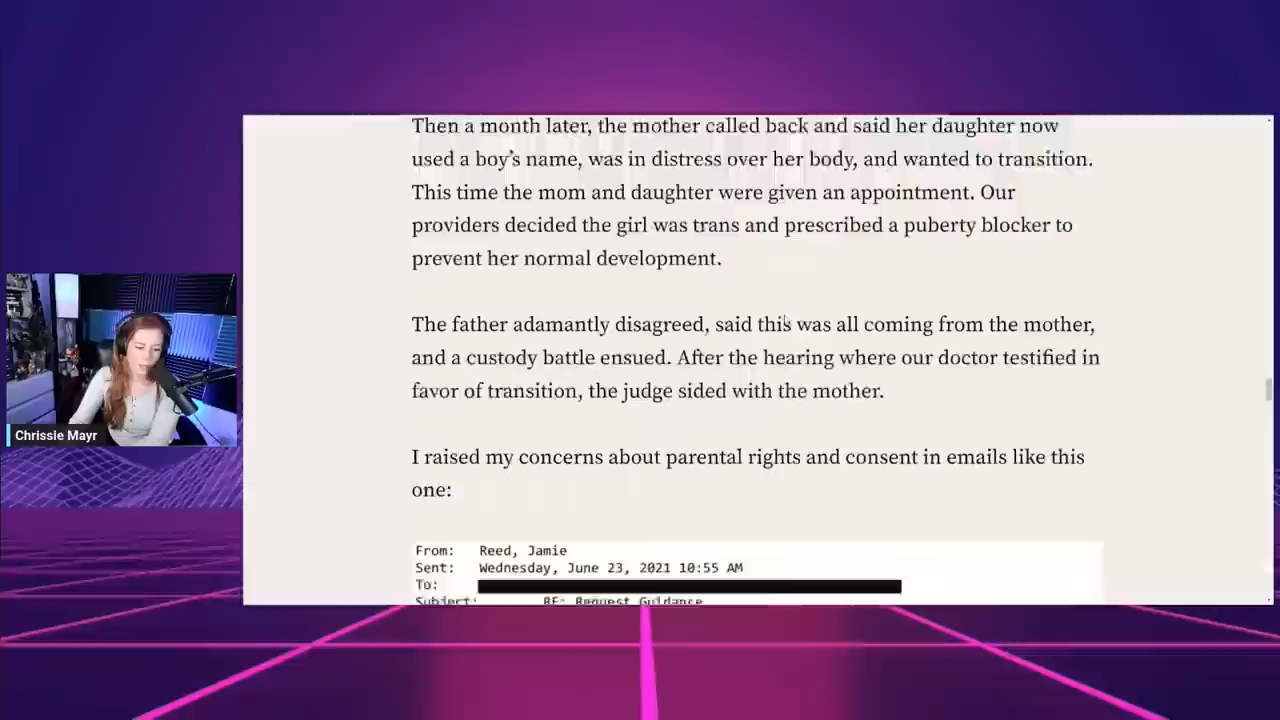 Then a month later, the mother called back and said her daughter now
used a boy's name, was in distress over her body, and wanted to transition.
This time the mom and daughter were given an appointment. Our
providers decided the girl was trans and prescribed a puberty blocker to
prevent her normal development.
The father adamantly disagreed, said this was all coming from the mother,
and a custody battle ensued. After the hearing where our doctor testified in
favor of transition, the judge sided with the mother.
I raised my concerns about parental rights and consent in emails like this
one:
From: Reed, Jamie
Sent: Wednesday, June 23, 2021 10:55 AM
To:
Subject: RE: Request Guidance
Chrissie Mayr